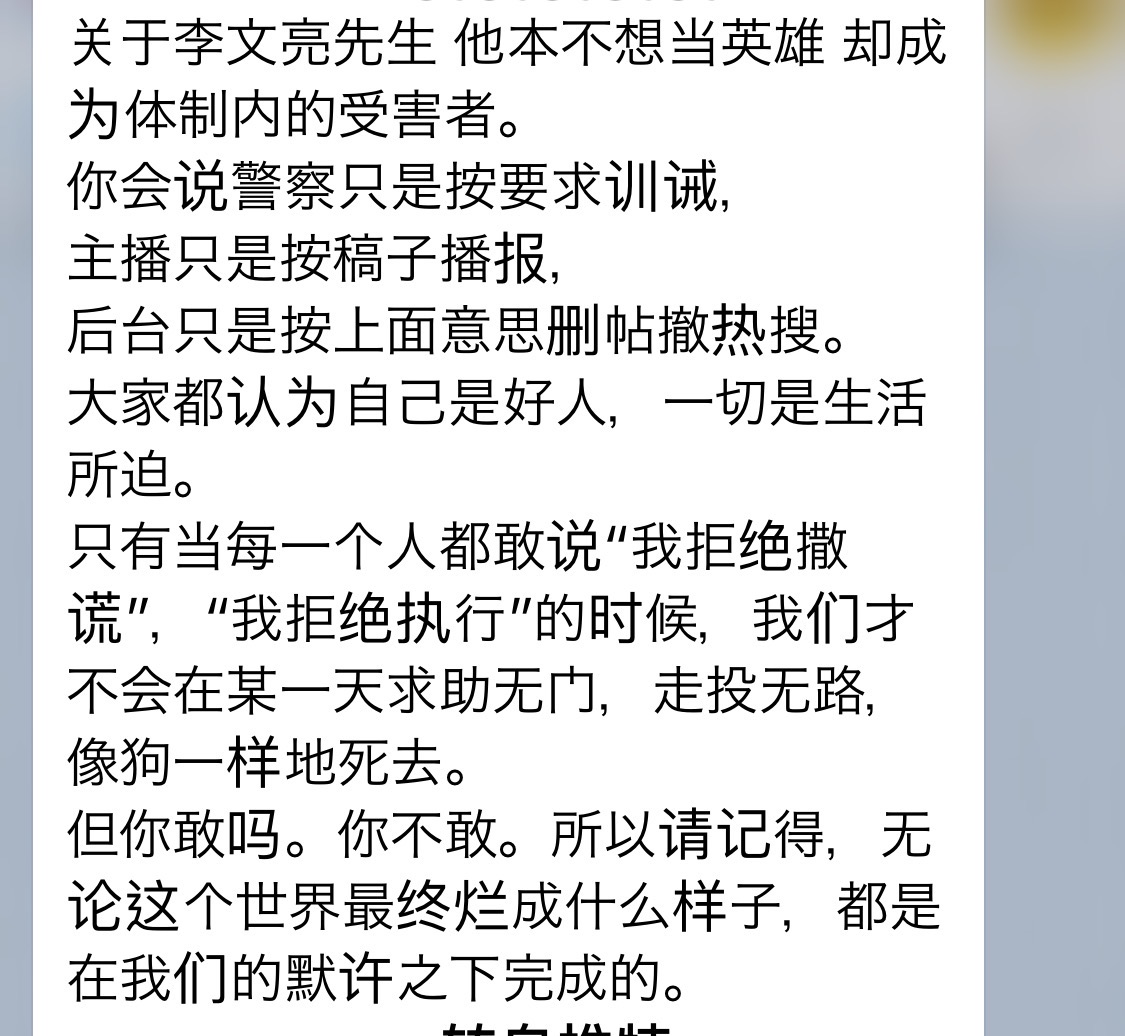 关于李文亮先生 他本不想当英雄 却成
为体制内的受害者。
你会说警察只是按要求训诫,
主播只是按稿子播报,
后台只是按上面意思删帖撤热搜。
大家都认为自己是好人, 一切是生活
所迫。
只有当每一个人都敢说“我拒绝撒
谎”, “我拒绝执行”的时候, 我们才
不会在某一天求助无门, 走投无路,
像狗一样地死去。
但你敢吗。你不敢。所以请记得, 无
论这个世界最终烂成什么样子, 都是
在我们的默许之下完成的。